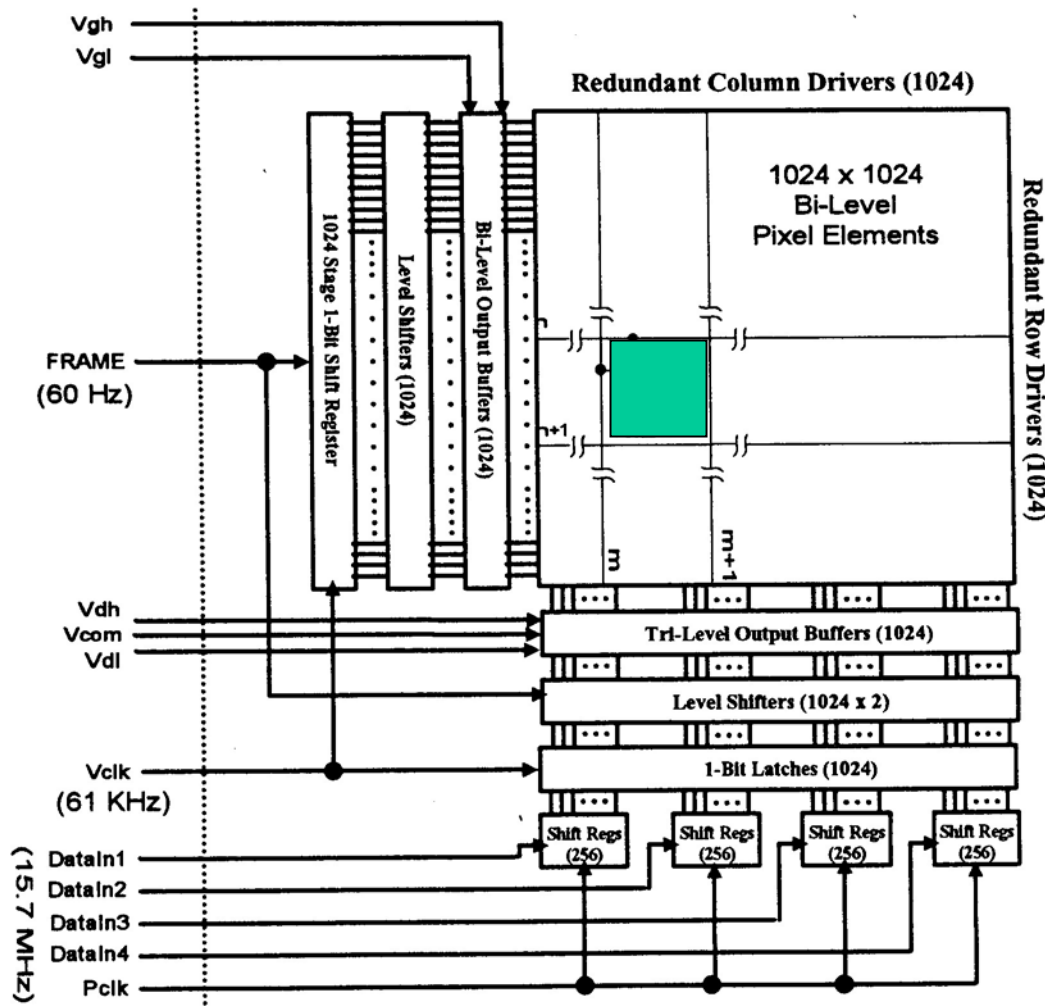 Vgh
Vgl
Redundant Column Drivers (1024)
1024 x 1024
Bi-Level
Pixel Elements
Redundant Row Drivers (1024)
1024 Stage 1-Bit Shift Register
Level Shifters (1024)
Bi-Level Output Buffers (1024)
FRAME
(60 Hz)
n+1
m
m+1
Vdh
Vcom
Vdl
Tri-Level Output Buffers (1024)
Level Shifters (1024 x 2)
Vclk
(61 KHz)
1-Bit Latches (1024)
Shift Regs
(256)
Shift Regs
(256)
Shift Regs
(256)
Shift Regs
(256)
DataIn1
DataIn2
DataIn3
DataIn4
Pclk
(15.7 MHz)